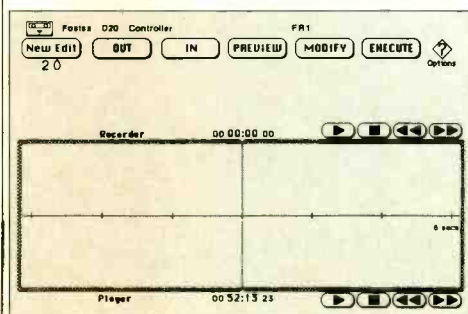 Fostex D20 Controller FR1
New Edit OUT IN PREVIEW MODIFY EXECUTE
20 Options
Recorder 00 00:00 00
6 secs
Player 00 52:13 23